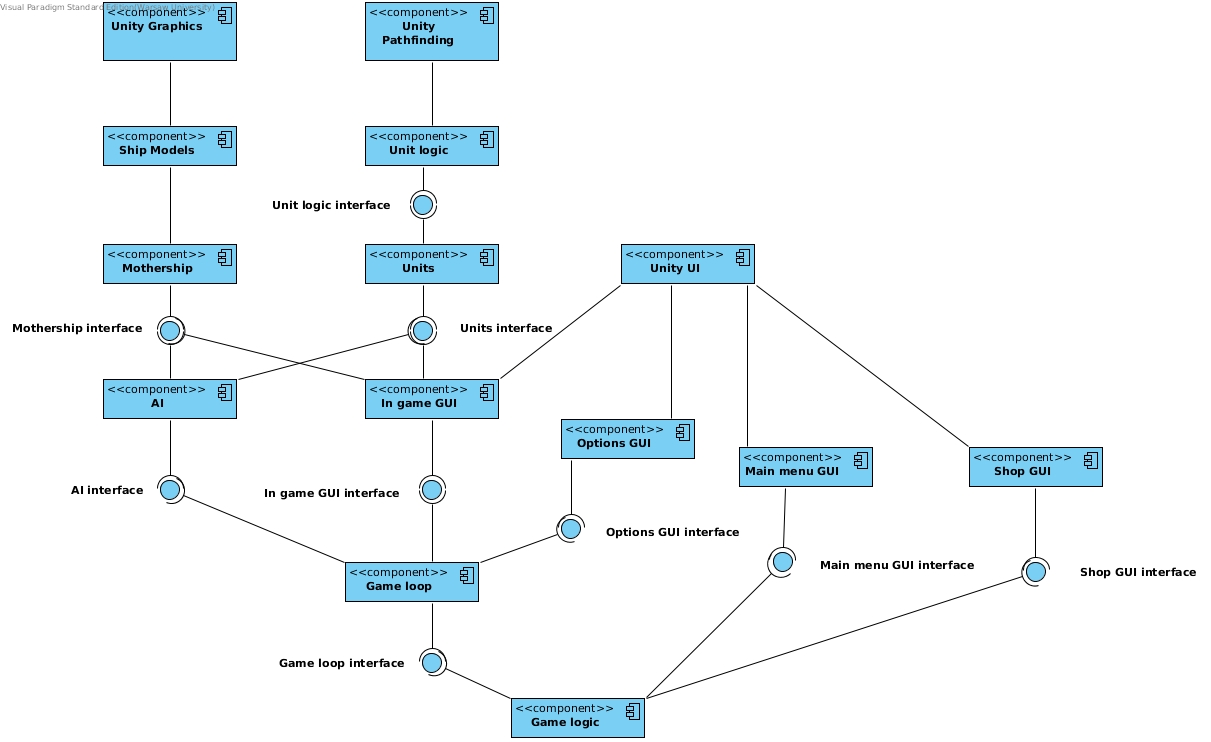 Visual Paradigm Standard Edition(Warsaw University)
<<component>>
Unity Graphics
<<component>>
Unity
Pathfinding
<<component>>
Ship Models
<<component>>
Unit logic
Unit logic interface
<<component>>
Mothership
<<component>>
Units
<<component>>
Unity UI
Mothership interface
Units interface
<<component>>
AI
<<component>>
In game GUI
<<component>>
Options GUI
<<component>>
Main menu GUI
<<component>>
Shop GUI
AI interface
In game GUI interface
Options GUI interface
<<component>>
Game loop
Main menu GUI interface
Shop GUI interface
Game loop interface
<<component>>
Game logic